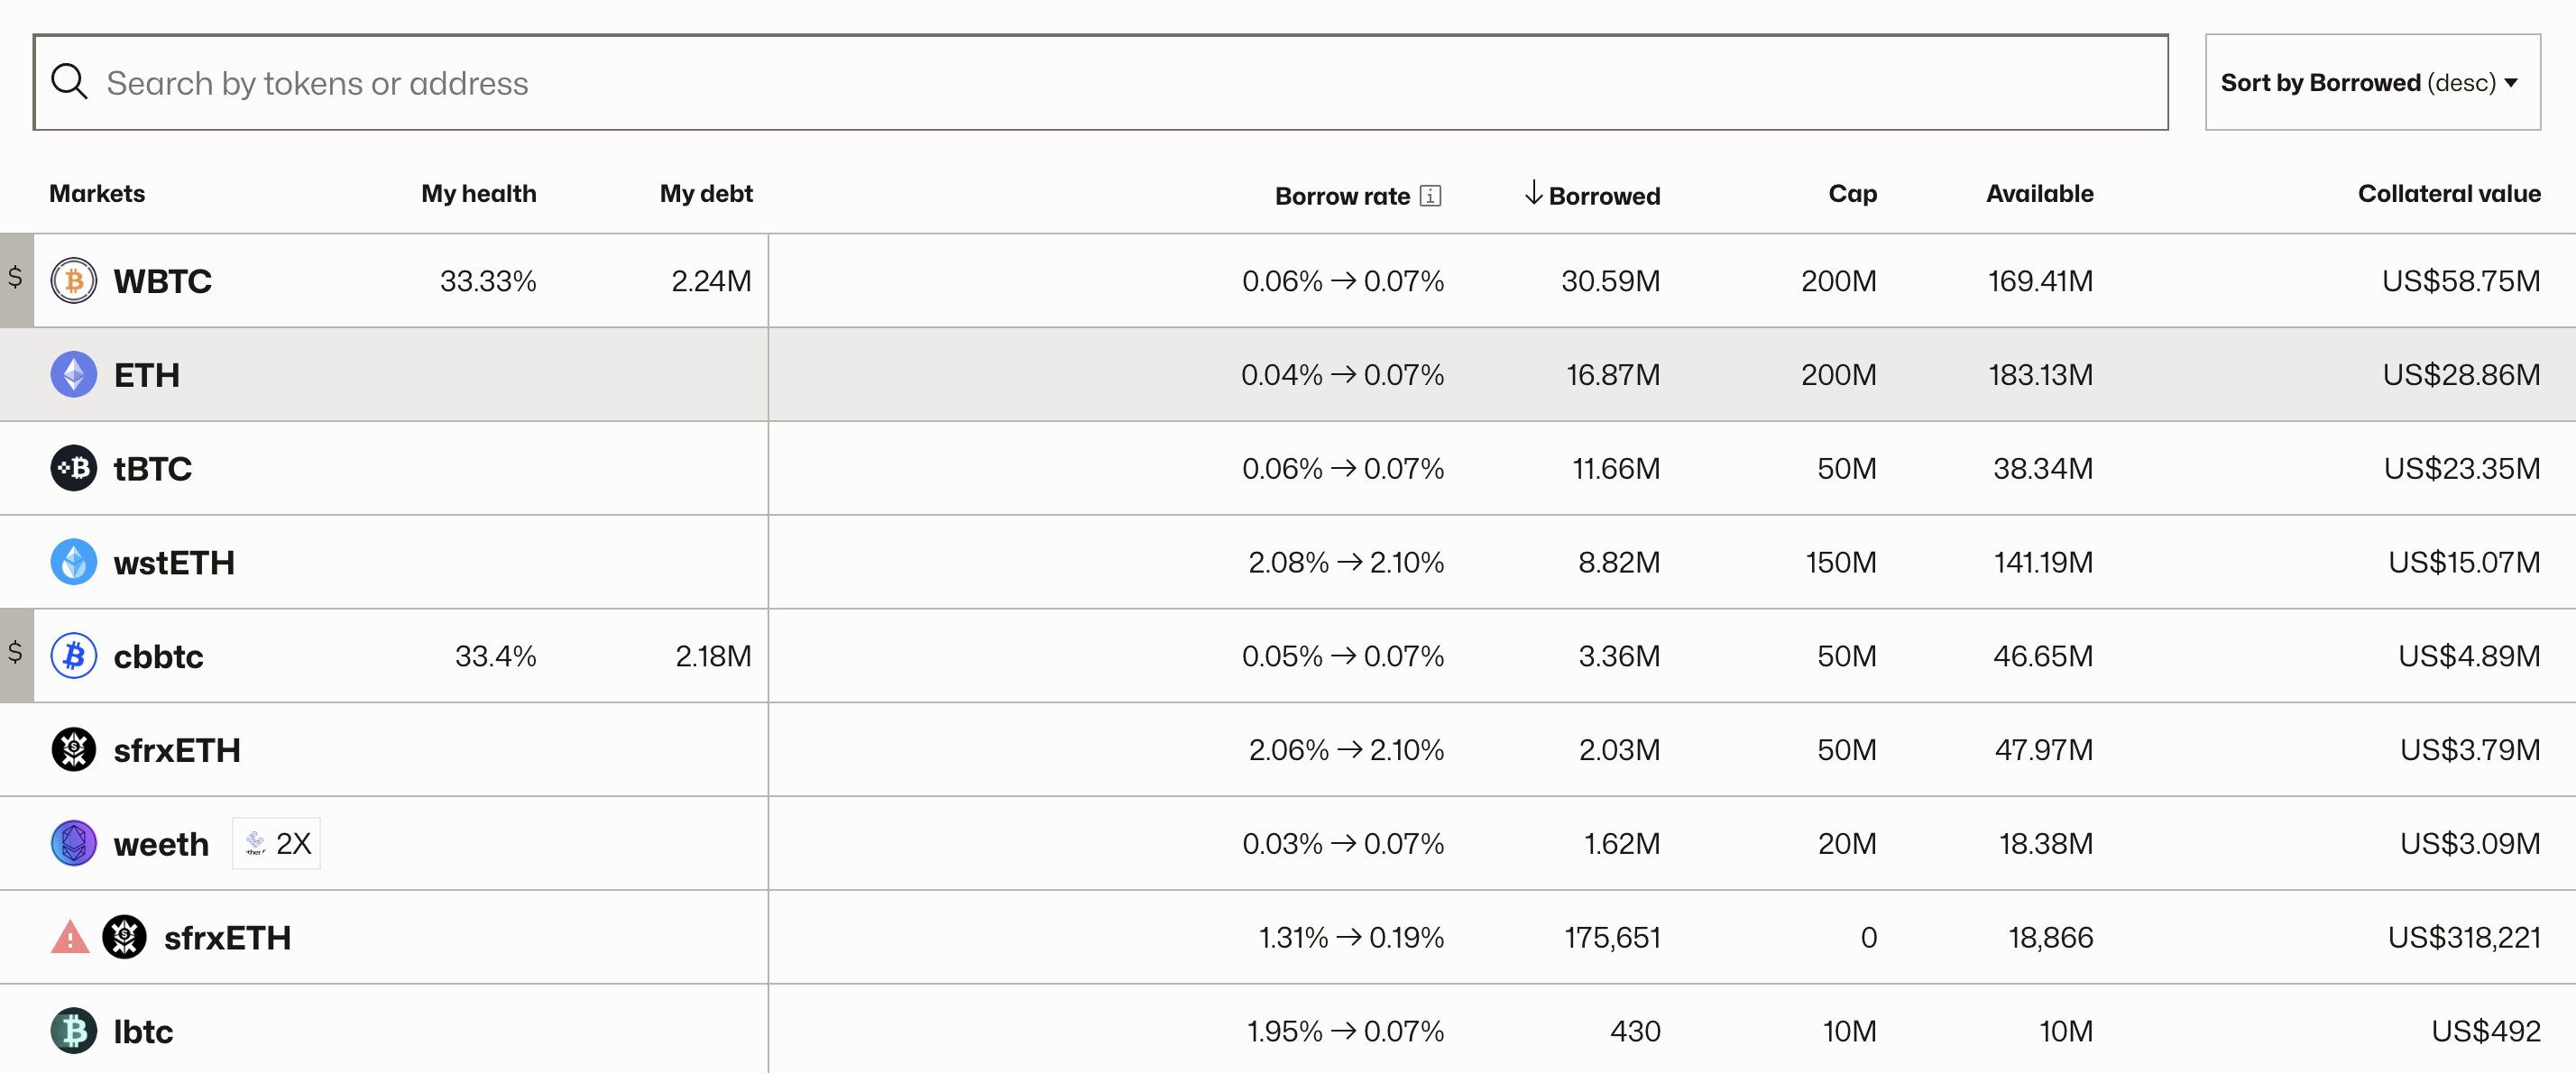 Search by tokens or address
Sort by Borrowed (desc)
Markets My health My debt Borrow rate i Borrowed Cap Available Collateral value
$ WBTC 33.33% 2.24M 0.06% → 0.07% 30.59M 200M 169.41M US$58.75M
ETH 0.04% → 0.07% 16.87M 200M 183.13M US$28.86M
tBTC 0.06% → 0.07% 11.66M 50M 38.34M US$23.35M
wstETH 2.08% → 2.10% 8.82M 150M 141.19M US$15.07M
$ cbbtc 33.4% 2.18M 0.05% → 0.07% 3.36M 50M 46.65M US$4.89M
sfrxETH 2.06% → 2.10% 2.03M 50M 47.97M US$3.79M
weeth 2X 0.03% → 0.07% 1.62M 20M 18.38M US$3.09M
sfrxETH 1.31% → 0.19% 175,651 0 18,866 US$318,221
lbtc 1.95% → 0.07% 430 10M 10M US$492